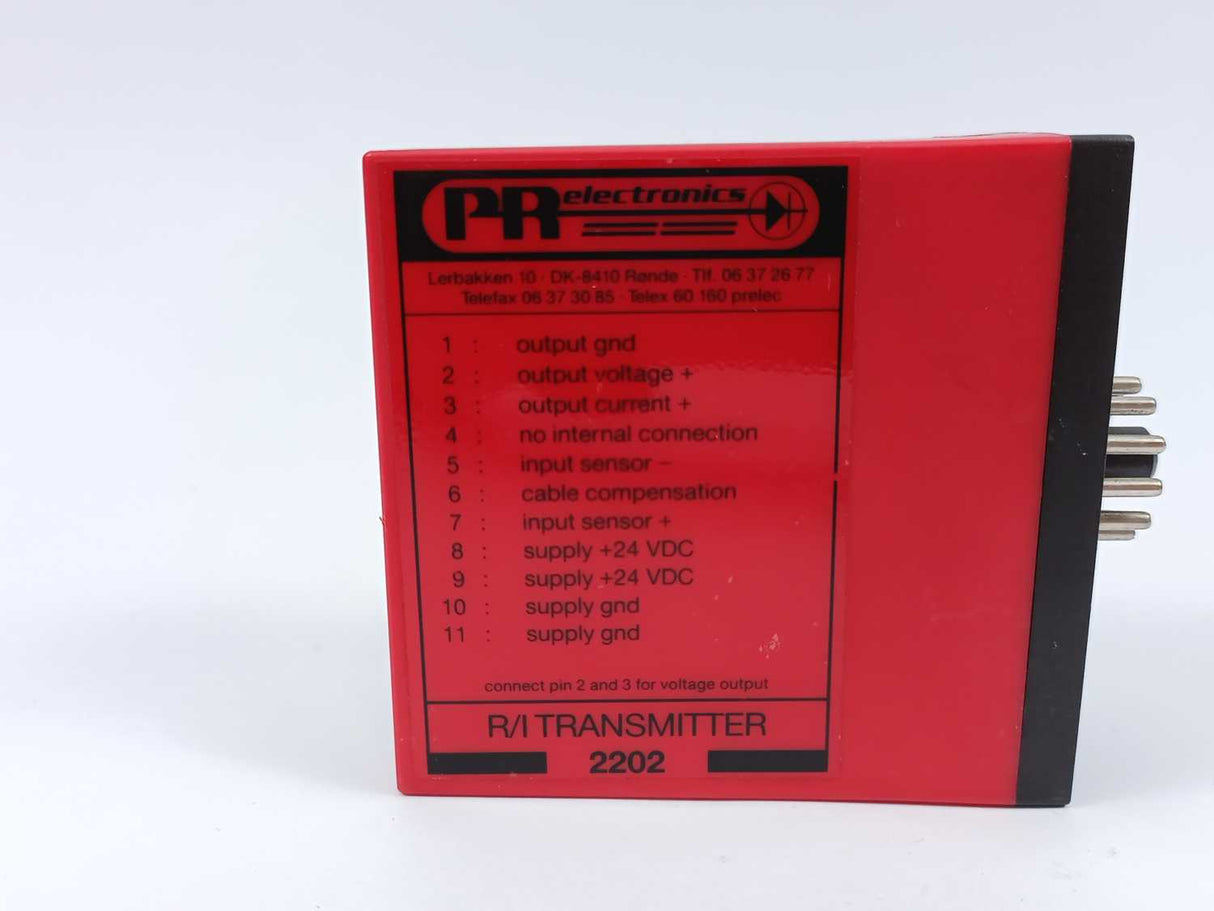 PR electronics
Lerbakken 10 · DK-8410 Rønde · Tlf. 06 37 26 77
Telefax 06 37 30 85 · Telex 60 160 prelec
1 : output gnd
2 : output voltage +
3 : output current +
4 : no internal connection
5 : input sensor –
6 : cable compensation
7 : input sensor +
8 : supply +24 VDC
9 : supply +24 VDC
10 : supply gnd
11 : supply gnd
connect pin 2 and 3 for voltage output
R/I TRANSMITTER
2202